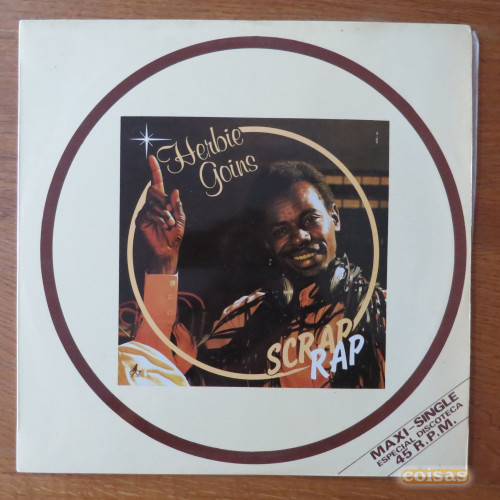 Herbie
Goins
SCRAP
RAP
MAXI-SINGLE
ESPECIAL DISCOTECA
45 R.P.M.
coisas